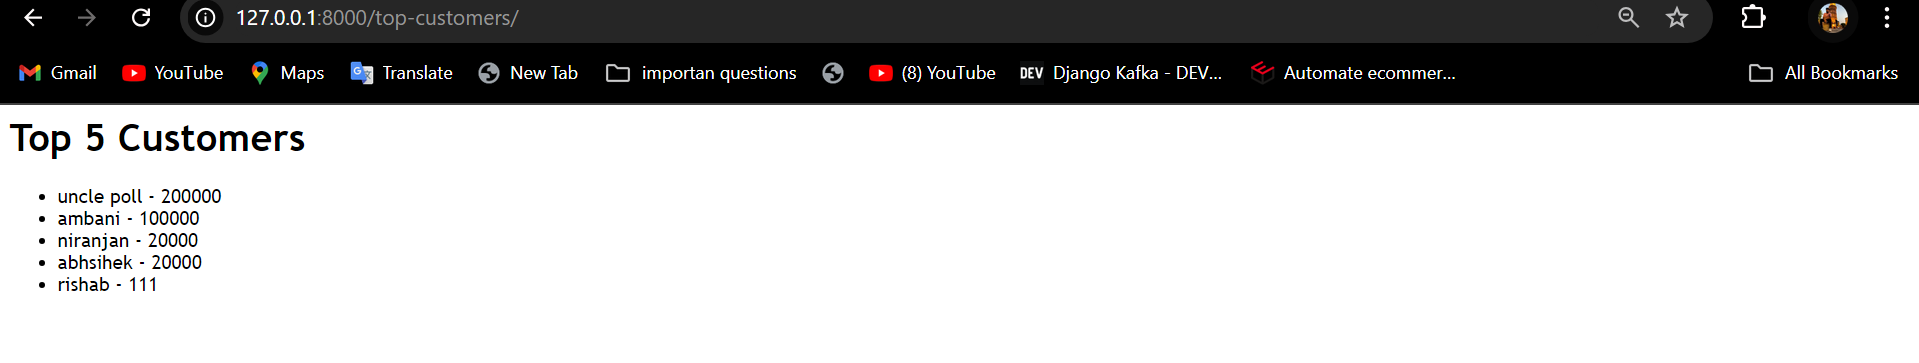 127.0.0.1:8000/top-customers/
Gmail YouTube Maps Translate New Tab importan questions (8) YouTube DEV Django Kafka - DEV... Automate ecommer... All Bookmarks
Top 5 Customers
• uncle poll - 200000
• ambani - 100000
• niranjan - 20000
• abhsihek - 20000
• rishab - 111